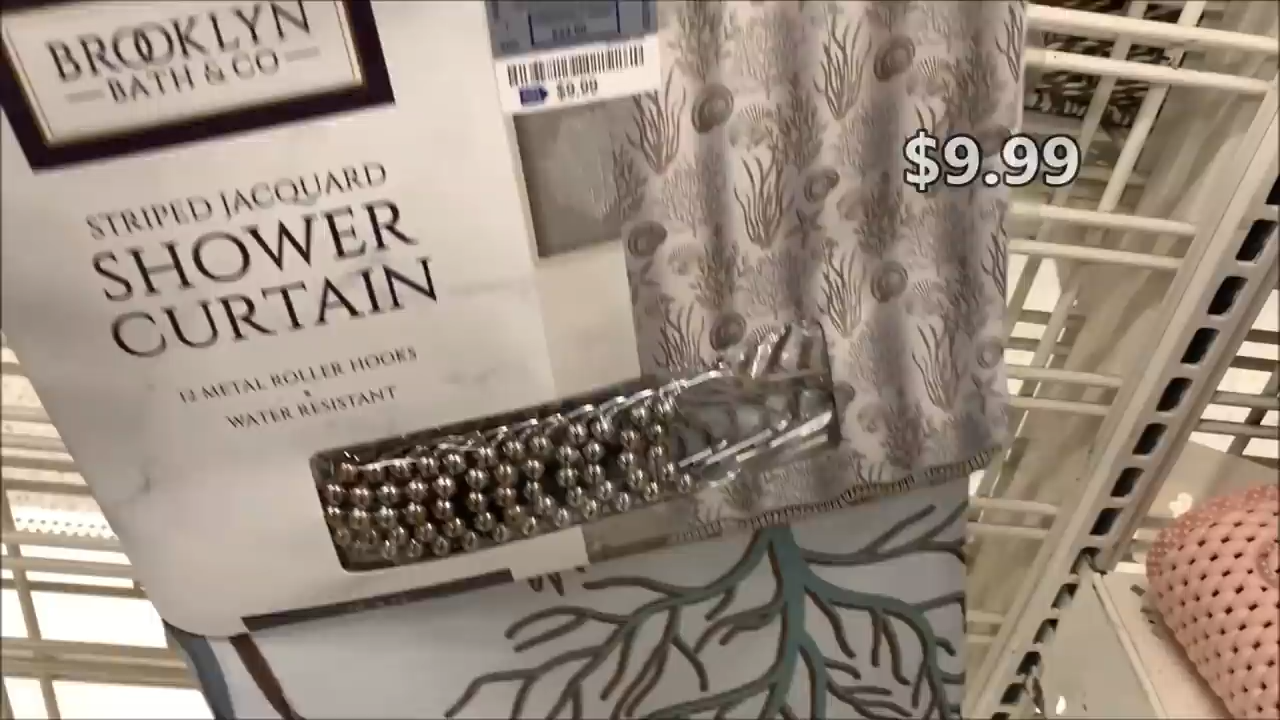 BROOKLYN
BATH & CO
$9.99
$9.99
STRIPED JACQUARD
SHOWER
CURTAIN
12 METAL ROLLER HOOKS
&
WATER RESISTANT